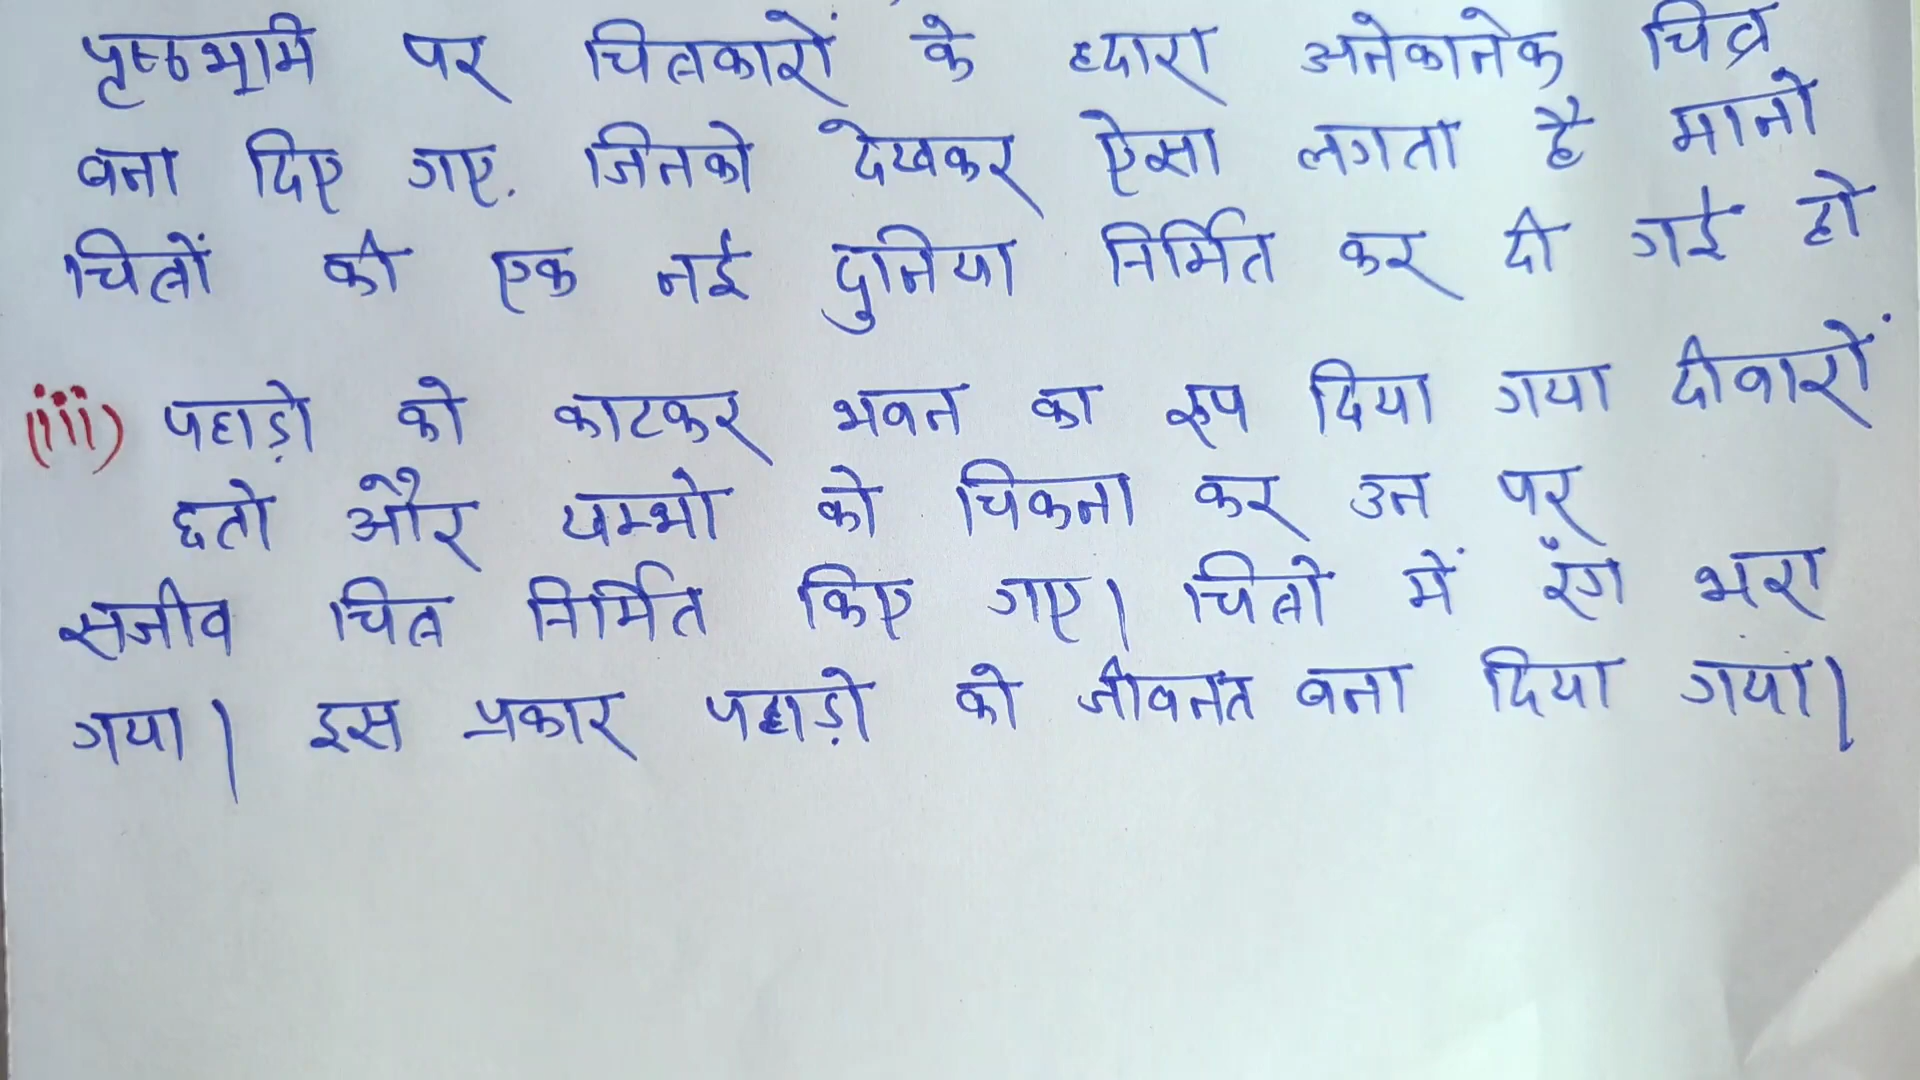 पृष्ठभूमि पर चित्रकारों के द्वारा अनेकानेक चित्र
बना दिए गए. जिनको देखकर ऐसा लगता है मानो
चित्रों की एक नई दुनिया निर्मित कर दी गई हो
(iii) पहाड़ो को काटकर भवन का रूप दिया गया दीवारों
छतो और खम्भो को चिकना कर उन पर
सजीव चित्र निर्मित किए गए। चित्रो में रंग भरा
गया। इस प्रकार पहाड़ो को जीवन्त बना दिया गया।